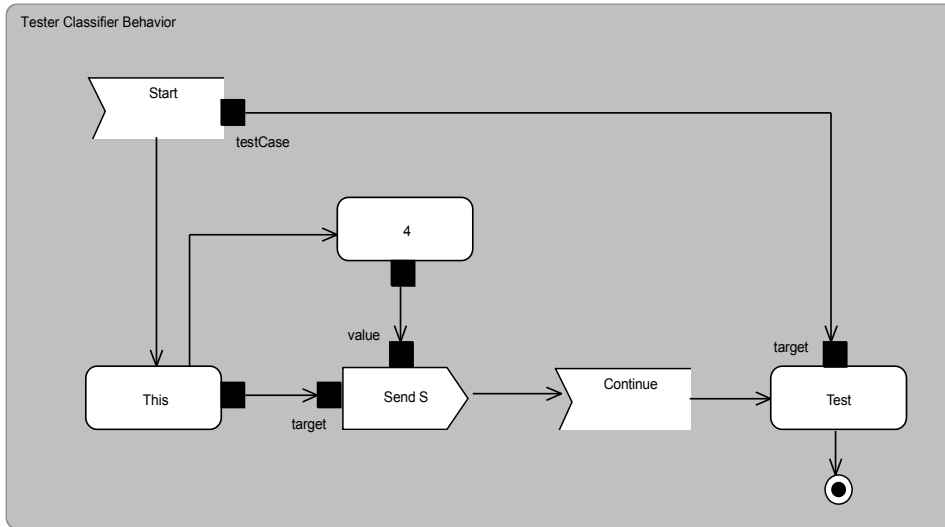 Tester Classifier Behavior
Start
testCase
4
value
target
This
target
Send S
Continue
Test